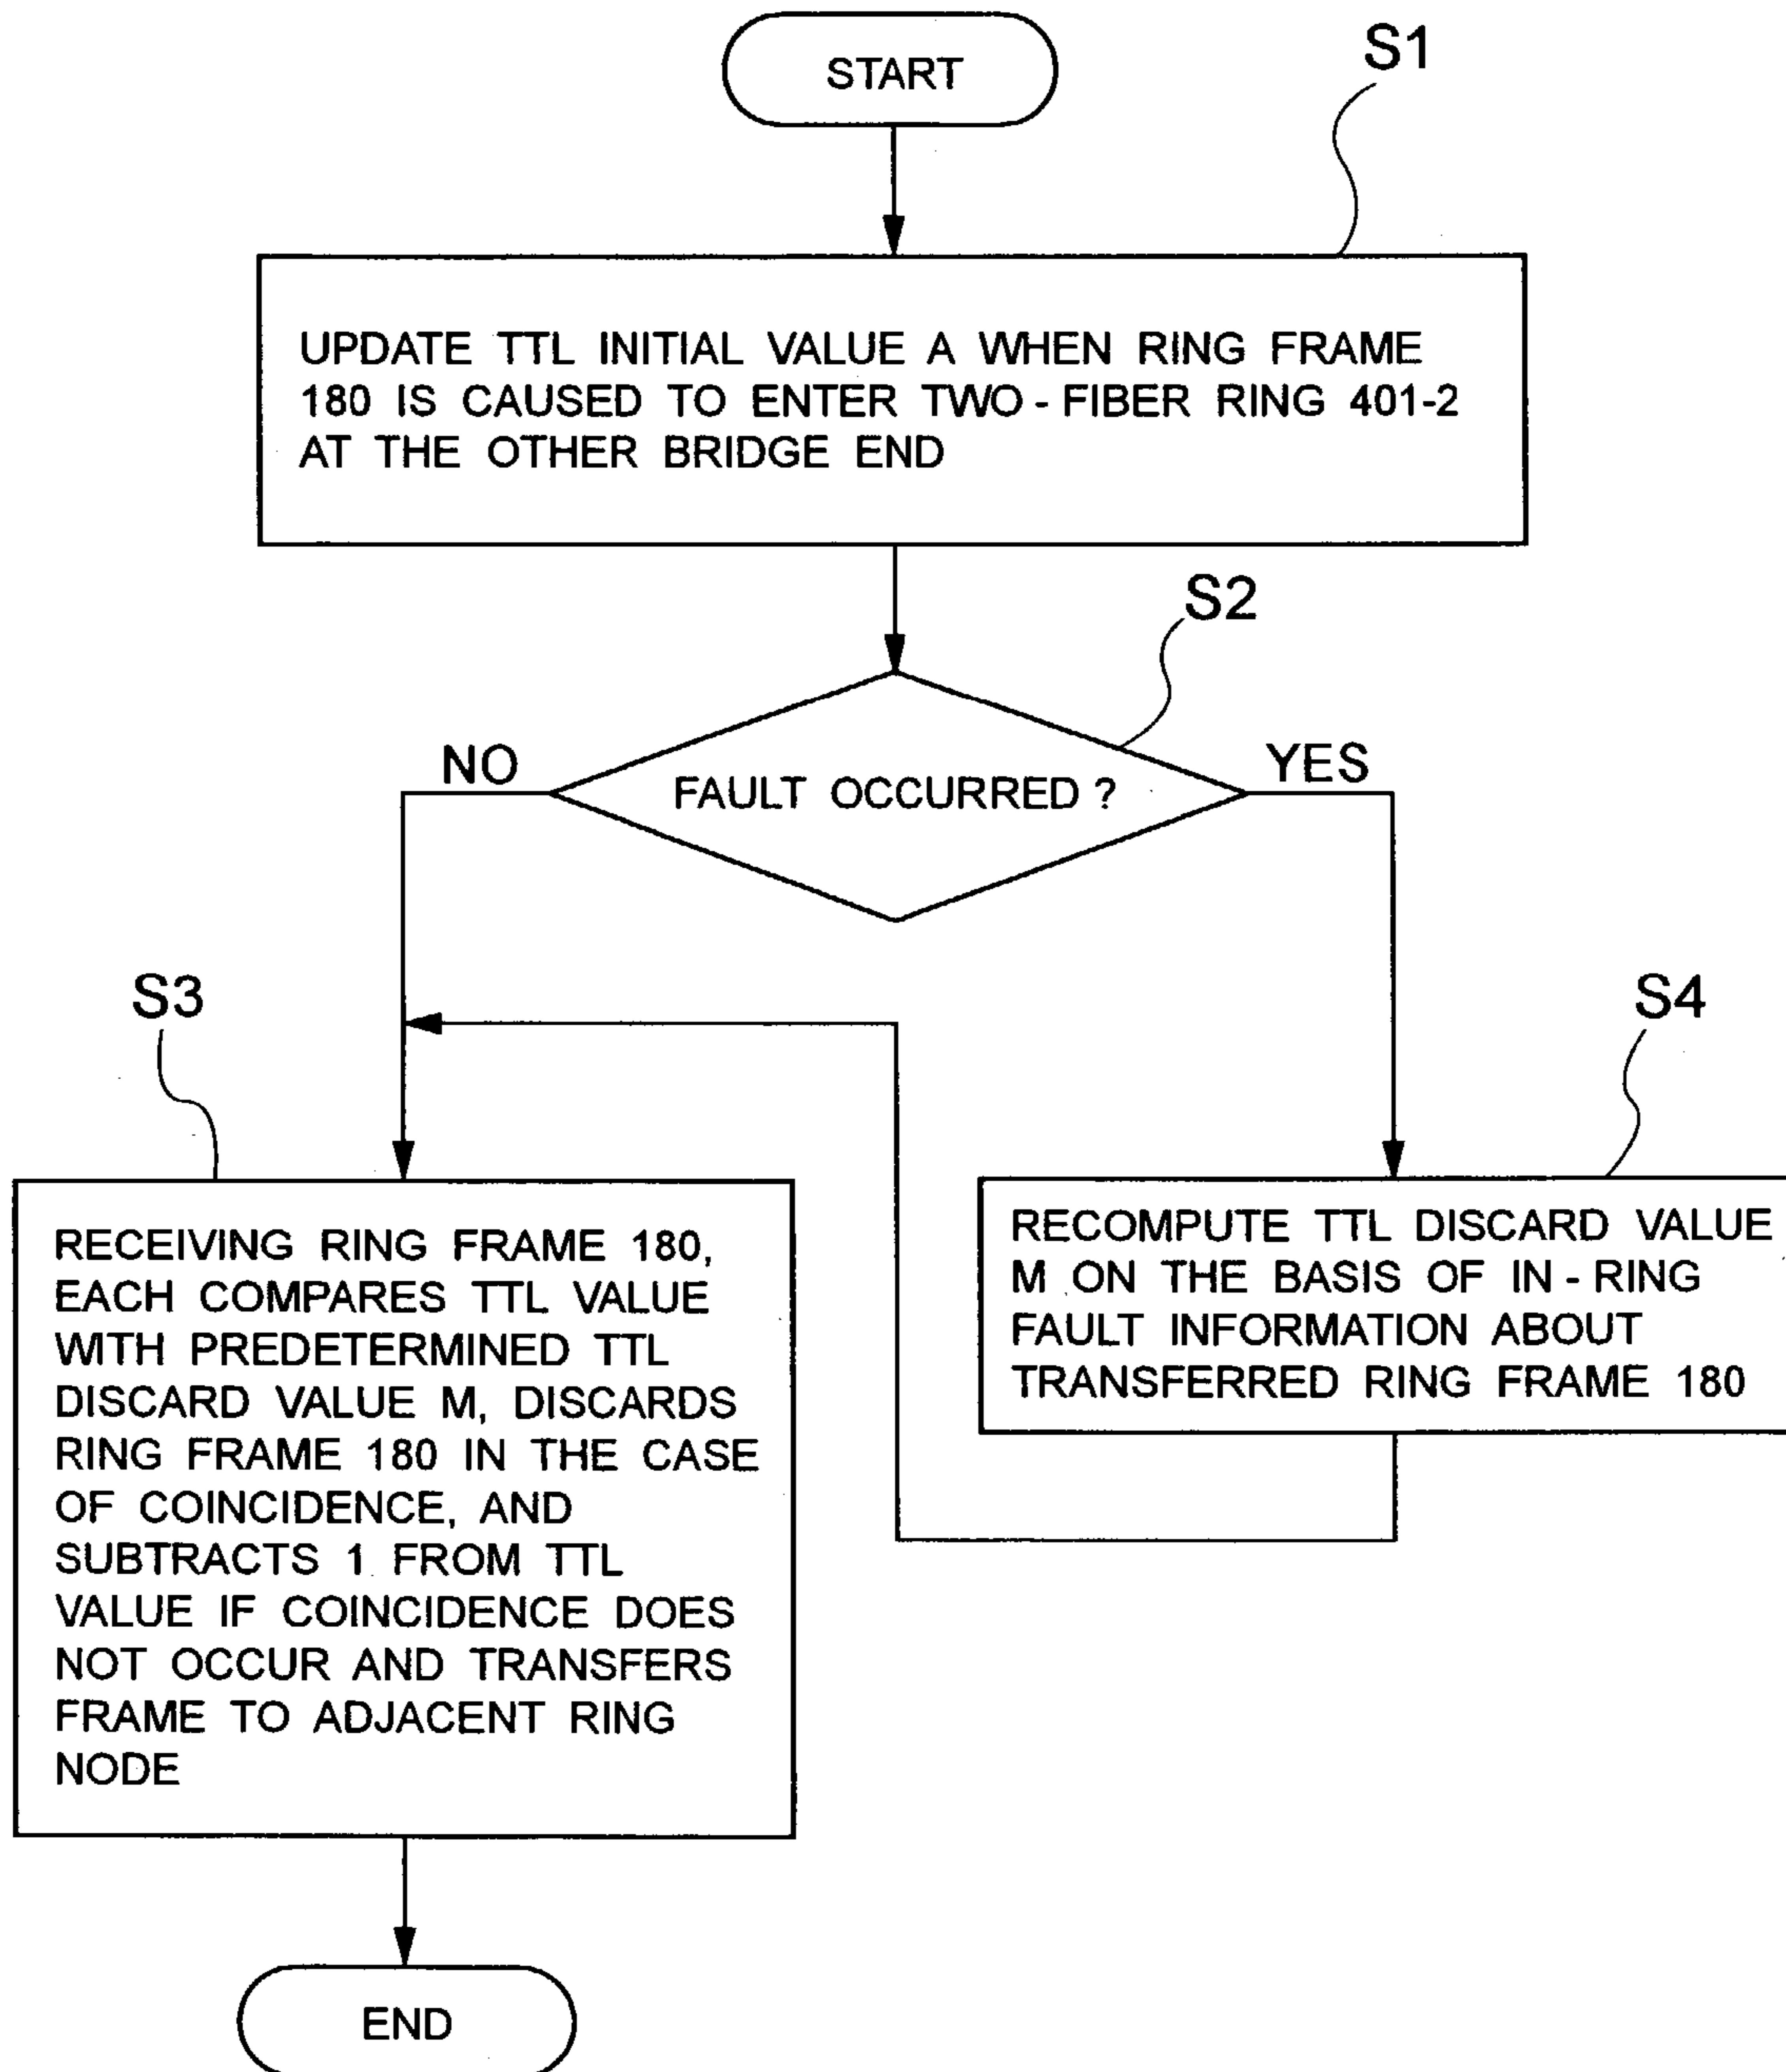 START
S1
UPDATE TTL INITIAL VALUE A WHEN RING FRAME
180 IS CAUSED TO ENTER TWO-FIBER RING 401-2
AT THE OTHER BRIDGE END
S2
NO
FAULT OCCURRED ?
YES
S3
S4
RECEIVING RING FRAME 180,
EACH COMPARES TTL VALUE
WITH PREDETERMINED TTL
DISCARD VALUE M, DISCARDS
RING FRAME 180 IN THE CASE
OF COINCIDENCE, AND
SUBTRACTS 1 FROM TTL
VALUE IF COINCIDENCE DOES
NOT OCCUR AND TRANSFERS
FRAME TO ADJACENT RING
NODE
RECOMPUTE TTL DISCARD VALUE
M ON THE BASIS OF IN-RING
FAULT INFORMATION ABOUT
TRANSFERRED RING FRAME 180
END